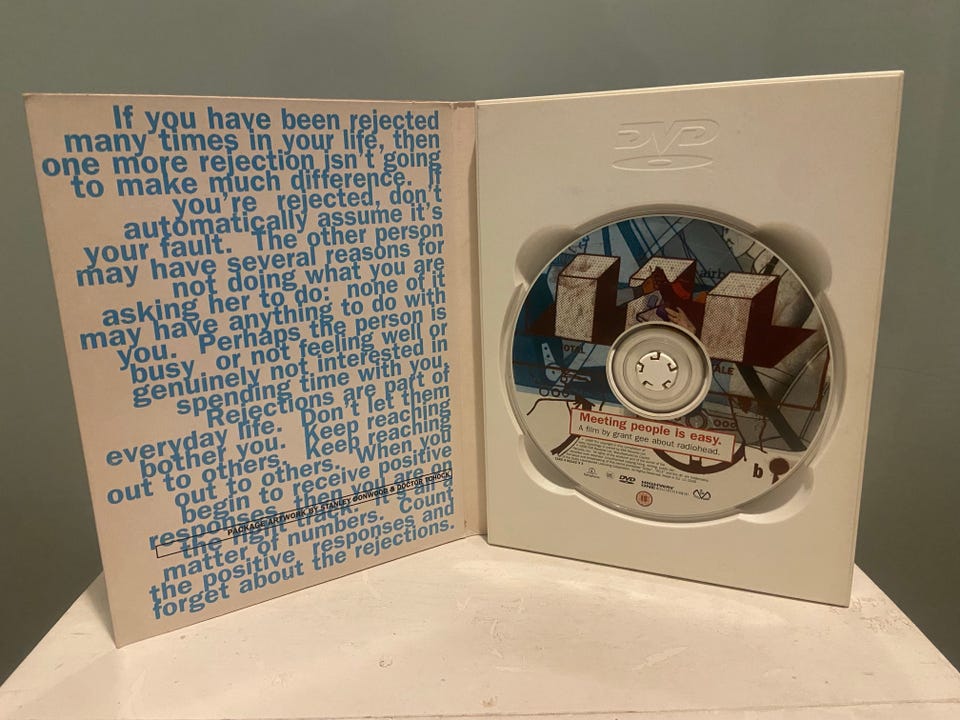 If you have been rejected
many times in your life, then
one more rejection isn't going
to make much difference. If
you're rejected, don't
automatically assume it's
your fault. The other person
may have several reasons for
not doing what you are
asking her to do: none of it
may have anything to do with
you. Perhaps the person is
busy or not feeling well or
genuinely not interested in
spending time with you.
Rejections are part of
everyday life. Don't let them
bother you. Keep reaching
out to others. Keep reaching
out to others. When you
begin to receive positive
responses then you are on
the right track. It's all a
matter of numbers. Count
the positive responses and
forget about the rejections.
PACKAGE ARTWORK BY STANLEY DONWOOD & DOCTOR TCHOCK
DVD
airb
TALE
Meeting people is easy.
A film by grant gee about radiohead.
DVD
15
b